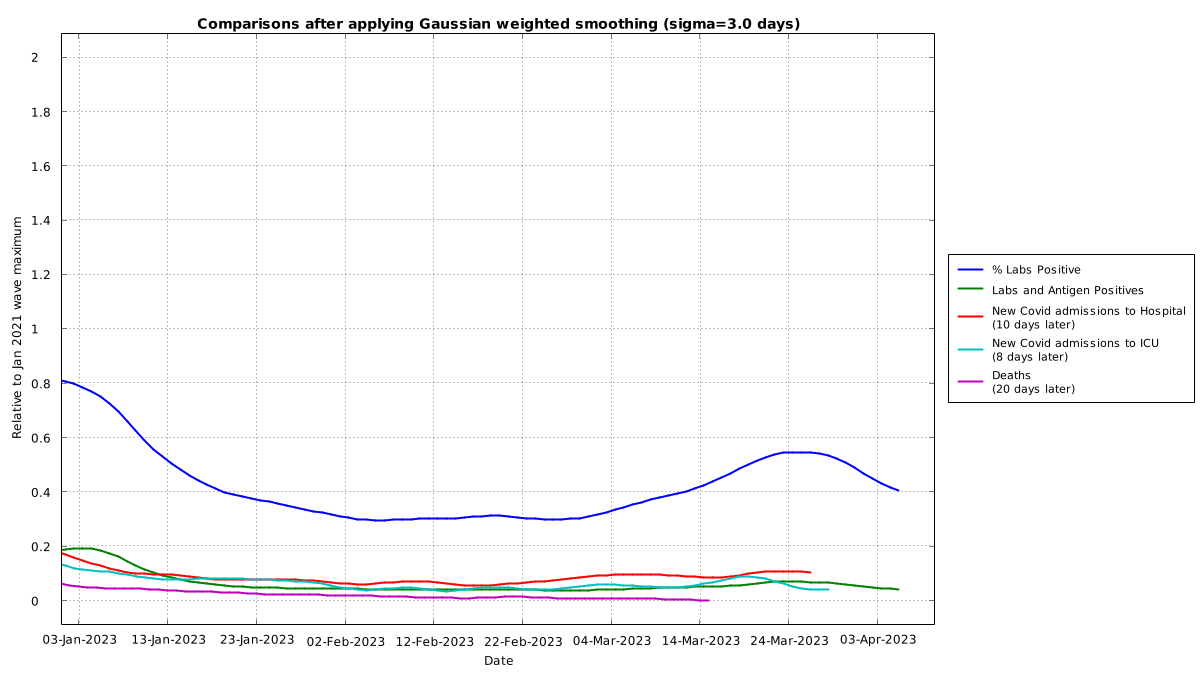 Comparisons after applying Gaussian weighted smoothing (sigma=3.0 days)
Relative to Jan 2021 wave maximum
2
1.8
1.6
1.4
1.2
1
0.8
0.6
0.4
0.2
0
03-Jan-2023 13-Jan-2023 23-Jan-2023 02-Feb-2023 12-Feb-2023 22-Feb-2023 04-Mar-2023 14-Mar-2023 24-Mar-2023 03-Apr-2023
Date
% Labs Positive
Labs and Antigen Positives
New Covid admissions to Hospital
(10 days later)
New Covid admissions to ICU
(8 days later)
Deaths
(20 days later)